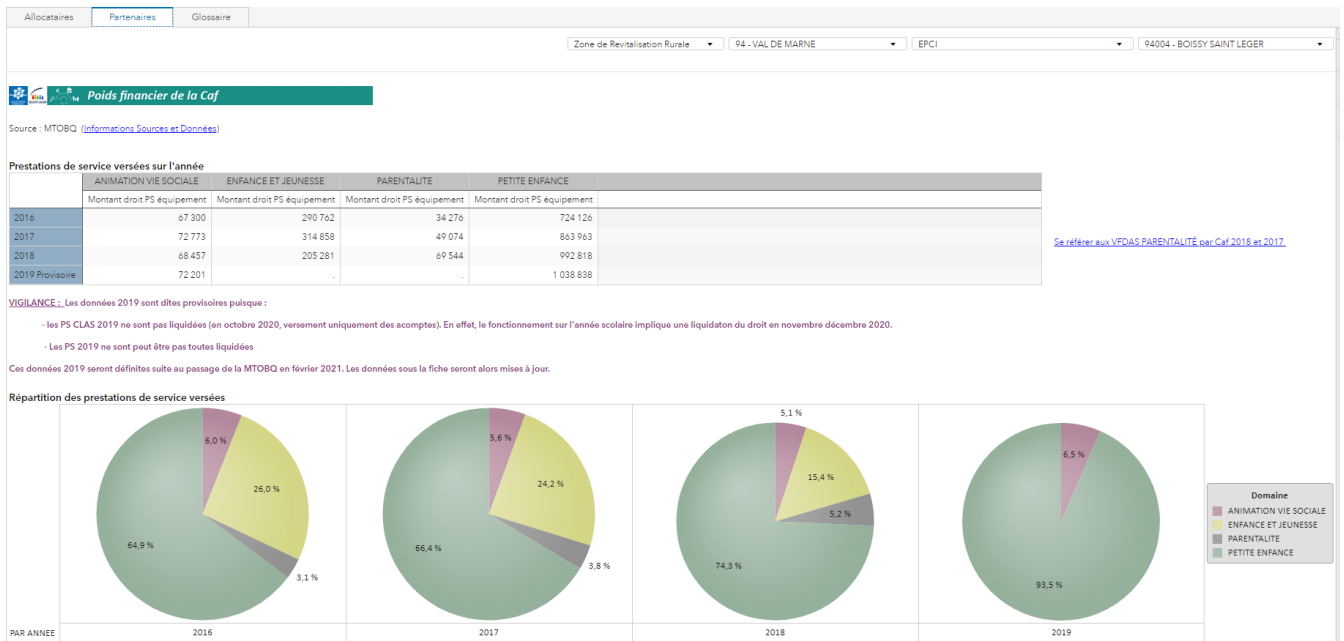 Allocataires Partenaires Glossaire
Zone de Revitalisation Rurale 94 - VAL DE MARNE EPCI 94004 - BOISSY SAINT LEGER
Poids financier de la Caf
Source : MTOBQ (Informations Sources et Données)
Prestations de service versées sur l'année
ANIMATION VIE SOCIALE ENFANCE ET JEUNESSE PARENTALITE PETITE ENFANCE
Montant droit PS équipement Montant droit PS équipement Montant droit PS équipement Montant droit PS équipement
2016 67 300 290 762 34 276 724 126
2017 72 773 314 858 49 074 863 963
Se référer aux VFDAS PARENTALITÉ par Caf 2018 et 2017.
2018 68 457 205 281 69 544 992 818
2019 Provisoire 72 201 . . 1 038 838
VIGILANCE : Les données 2019 sont dites provisoires puisque :
- les PS CLAS 2019 ne sont pas liquidées (en octobre 2020, versement uniquement des acomptes). En effet, le fonctionnement sur l'année scolaire implique une liquidaton du droit en novembre décembre 2020.
- Les PS 2019 ne sont peut être pas toutes liquidées
Ces données 2019 seront définites suite au passage de la MTOBQ en février 2021. Les données sous la fiche seront alors mises à jour.
Répartition des prestations de service versées
6,0 % 26,0 % 64,9 % 3,1 %
5,6 % 24,2 % 66,4 % 3,8 %
5,1 % 15,4 % 5,2 % 74,3 %
6,5 % 93,5 %
Domaine
ANIMATION VIE SOCIALE
ENFANCE ET JEUNESSE
PARENTALITE
PETITE ENFANCE
PAR ANNEE 2016 2017 2018 2019